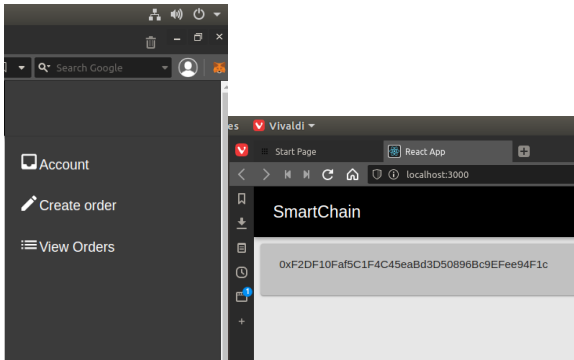 Search Google
Account
Create order
View Orders
es Vivaldi
Start Page React App
localhost:3000
SmartChain
0xF2DF10Faf5C1F4C45eaBd3D50896Bc9EFee94F1c
1